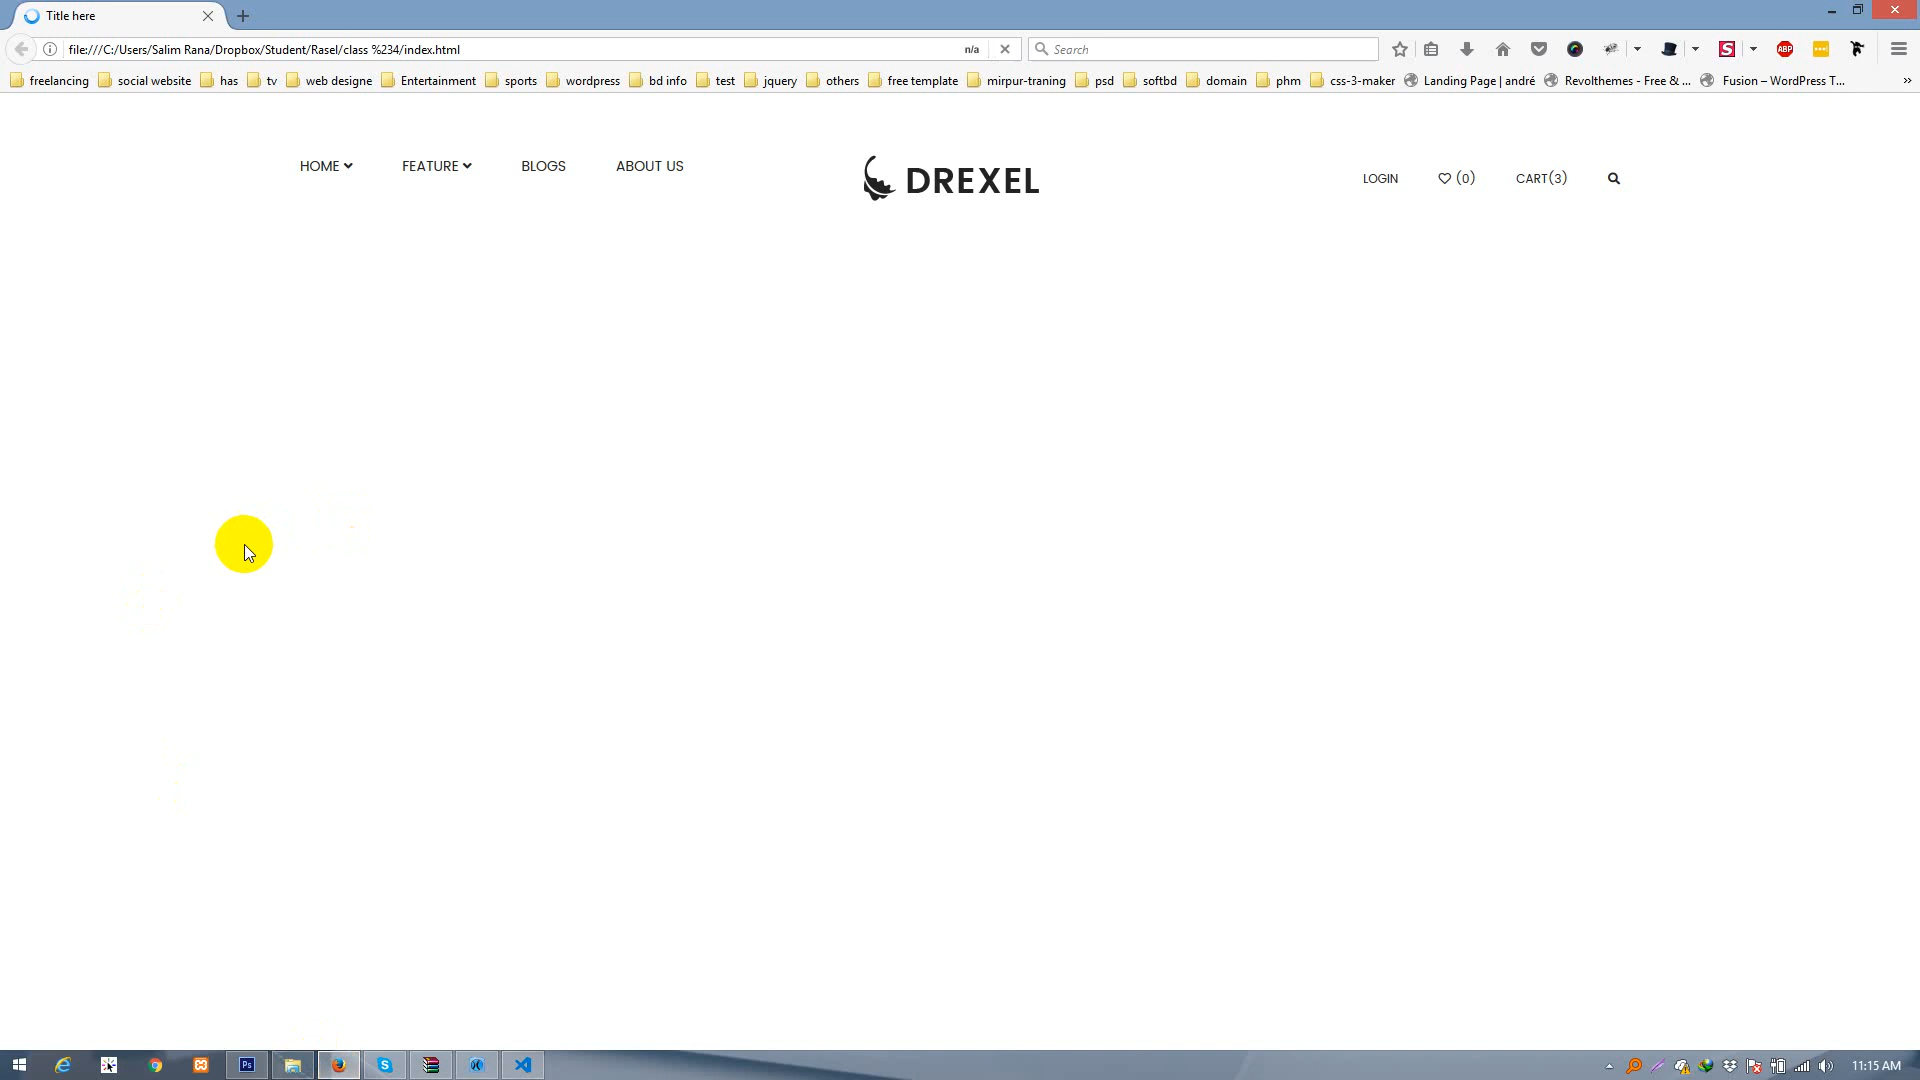 Title here
file:///C:/Users/Salim Rana/Dropbox/Student/Rasel/class %234/index.html n/a Search S ABP
freelancing social website has tv web designe Entertainment sports wordpress bd info test jquery others free template mirpur-traning psd softbd domain phm css-3-maker Landing Page | andré Revolthemes - Free & ... Fusion – WordPress T... »
HOME FEATURE BLOGS ABOUT US DREXEL LOGIN (0) CART(3)
Ps 11:15 AM